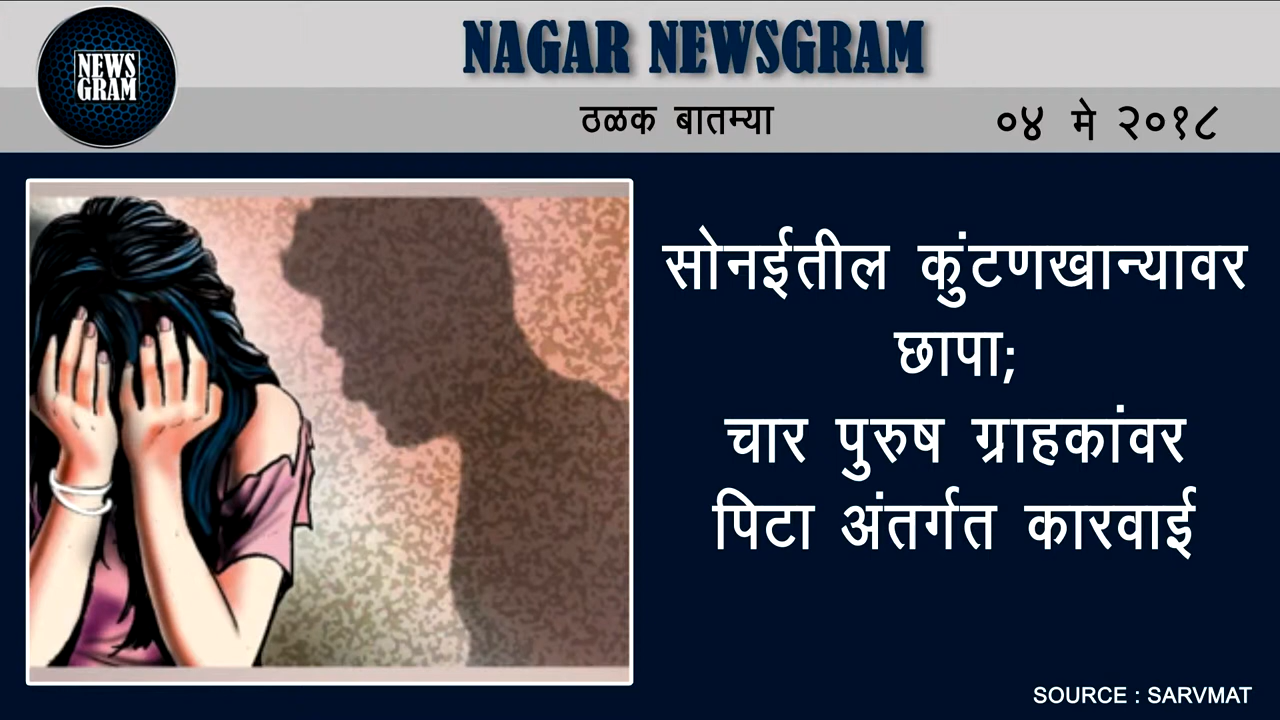 NEWS
GRAM
NAGAR NEWSGRAM
ठळक बातम्या
०४ मे २०१८
सोनईतील कुंटणखान्यावर
छापा;
चार पुरुष ग्राहकांवर
पिटा अंतर्गत कारवाई
SOURCE : SARVMAT